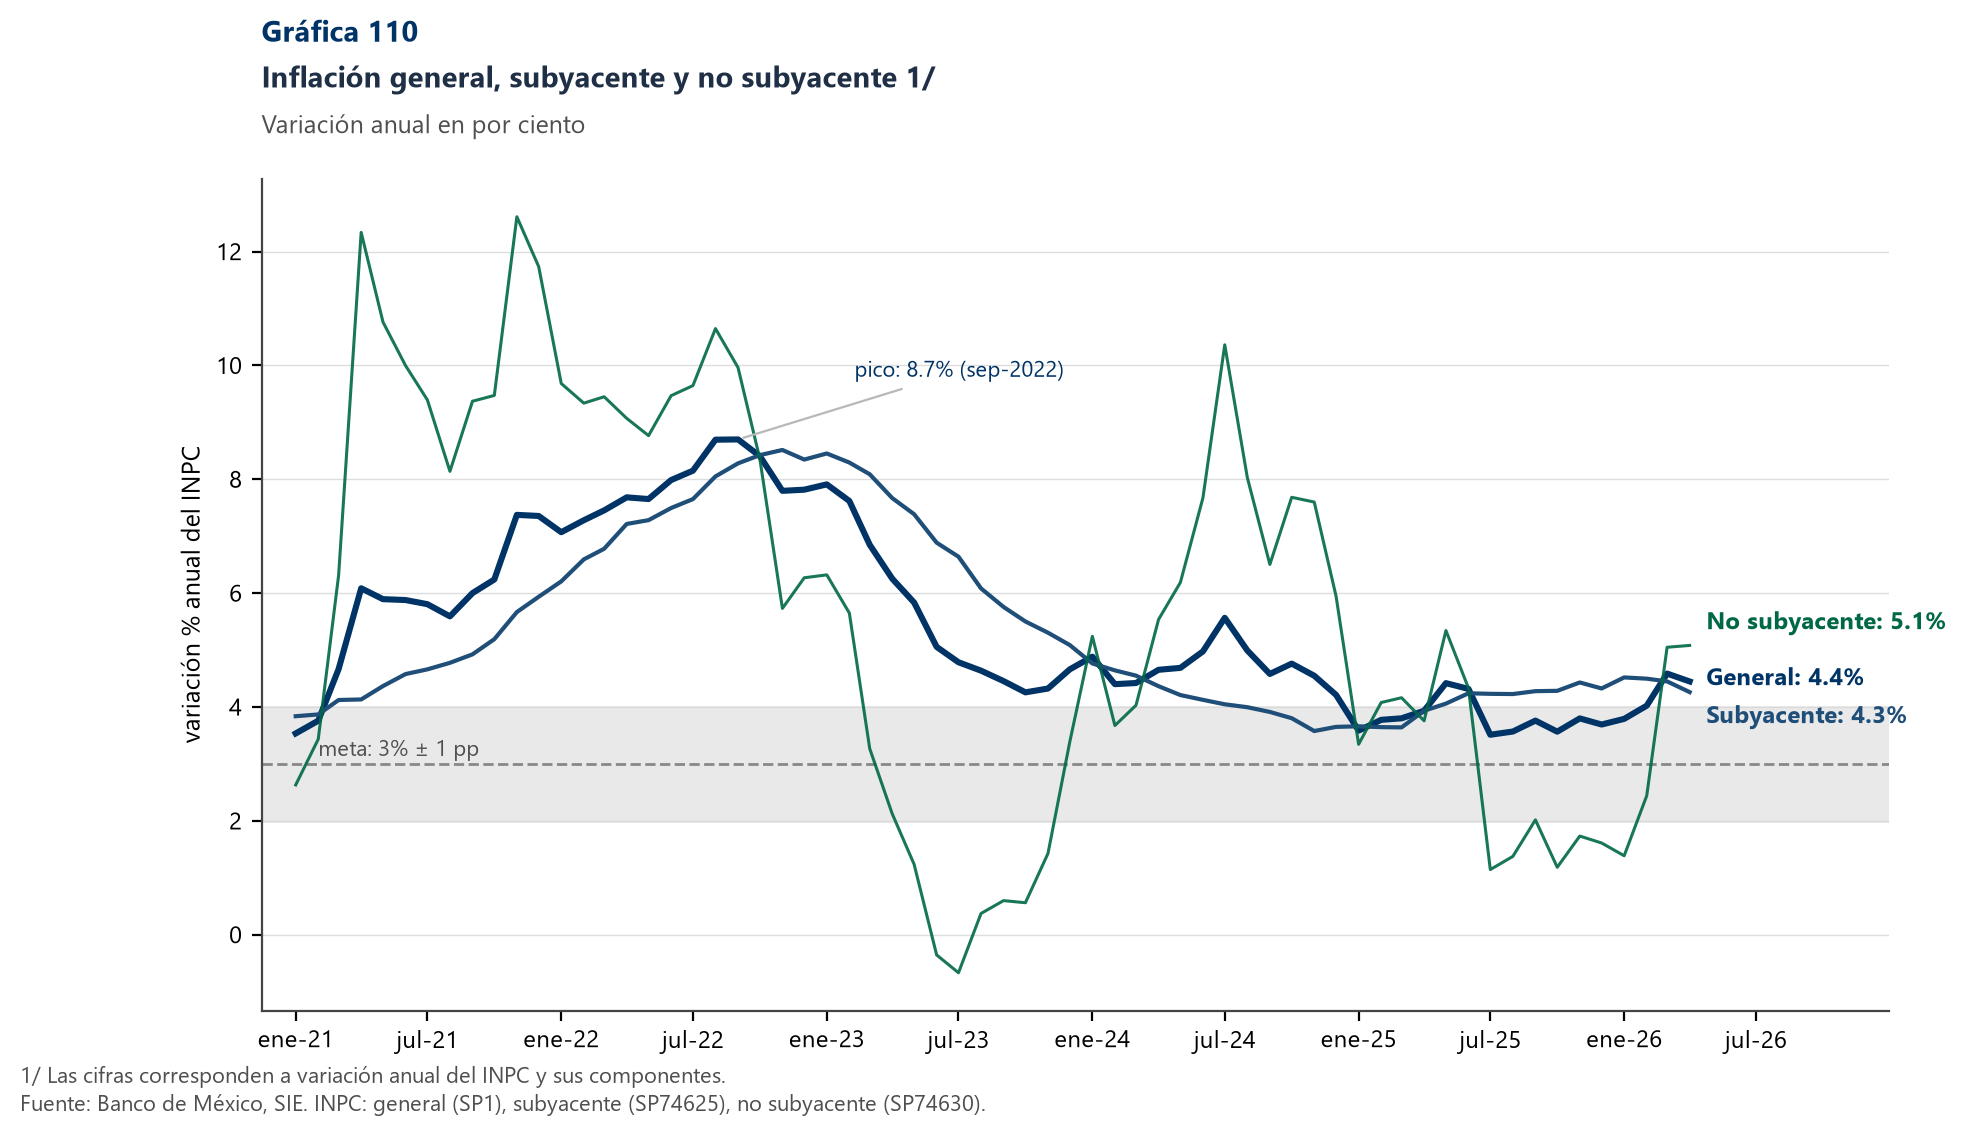 Gráfica 110
Inflación general, subyacente y no subyacente 1/
Variación anual en por ciento
variación % anual del INPC
12
10
8
6
4
2
0
pico: 8.7% (sep-2022)
No subyacente: 5.1%
General: 4.4%
Subyacente: 4.3%
meta: 3% ± 1 pp
ene-21 jul-21 ene-22 jul-22 ene-23 jul-23 ene-24 jul-24 ene-25 jul-25 ene-26 jul-26
1/ Las cifras corresponden a variación anual del INPC y sus componentes.
Fuente: Banco de México, SIE. INPC: general (SP1), subyacente (SP74625), no subyacente (SP74630).